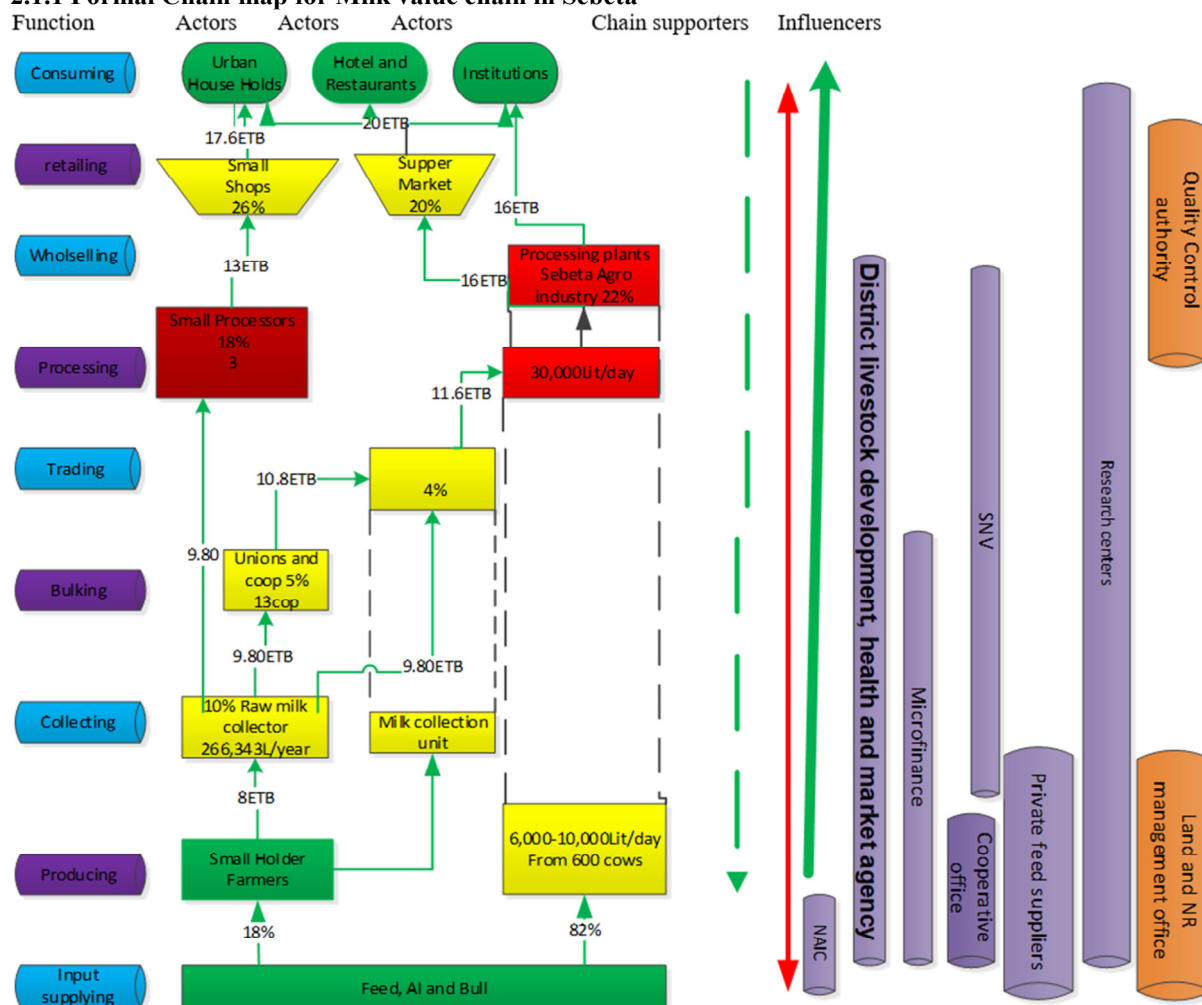 2.1.1 Formal Chain map for Milk value chain in Sebeta
Function Actors Actors Actors Chain supporters Influencers
Consuming
Urban
House Holds
Hotel and
Restaurants
Institutions
20ETB
17.6ETB
retailing
Small
Shops
26%
Supper
Market
20%
16ETB
Wholselling
13ETB
16ETB
Processing plants
Sebeta Agro
industry 22%
Processing
Small Processors
18%
3
30,000Lit/day
11.6ETB
Trading
10.8ETB
4%
9.80
Bulking
Unions and
coop 5%
13cop
9.80ETB
9.80ETB
Collecting
10% Raw milk
collector
266,343L/year
Milk collection
unit
8ETB
Producing
Small Holder
Farmers
6,000-10,000Lit/day
From 600 cows
18%
82%
Input
supplying
Feed, AI and Bull
NAIC
District livestock development, health and market agency
Microfinance
SNV
Cooperative
office
Private feed suppliers
Research centers
Quality Control
authority
Land and NR
management office